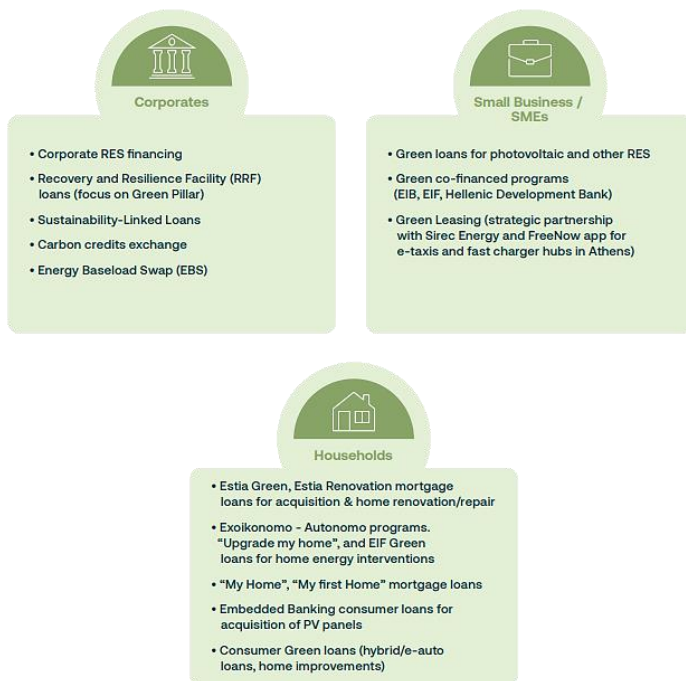 Corporates
• Corporate RES financing
• Recovery and Resilience Facility (RRF)
loans (focus on Green Pillar)
• Sustainability-Linked Loans
• Carbon credits exchange
• Energy Baseload Swap (EBS)
Small Business /
SMEs
• Green loans for photovoltaic and other RES
• Green co-financed programs
(EIB, EIF, Hellenic Development Bank)
• Green Leasing (strategic partnership
with Sirec Energy and FreeNow app for
e-taxis and fast charger hubs in Athens)
Households
• Estia Green, Estia Renovation mortgage
loans for acquisition & home renovation/repair
• Exoikonomo - Autonomo programs.
“Upgrade my home”, and EIF Green
loans for home energy interventions
• “My Home”, “My first Home” mortgage loans
• Embedded Banking consumer loans for
acquisition of PV panels
• Consumer Green loans (hybrid/e-auto
loans, home improvements)